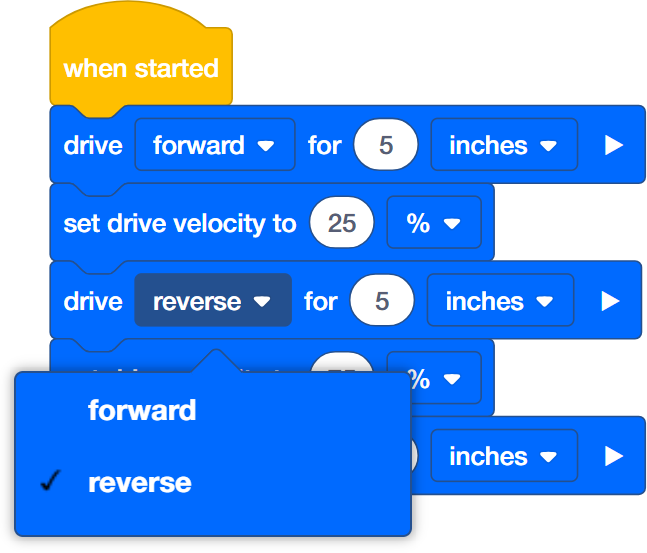 when started
drive forward for 5 inches
set drive velocity to 25 %
drive reverse for 5 inches
%
forward
inches
reverse